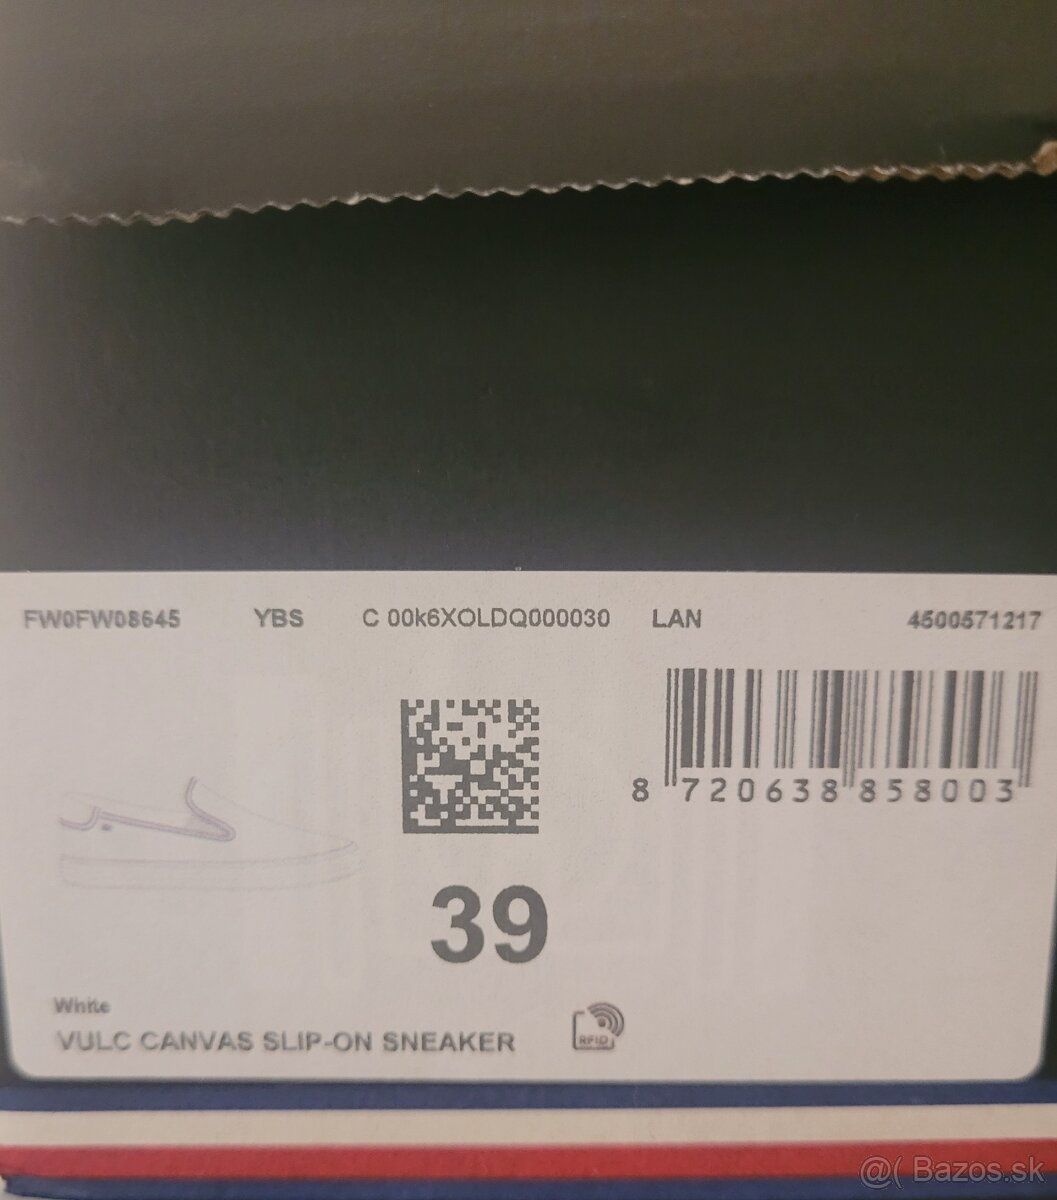 FW0FW08645 YBS C 00k6XOLDQ000030 LAN 4500571217
8 720638 858003
39
White
VULC CANVAS SLIP-ON SNEAKER
RFID
@( Bazos.sk